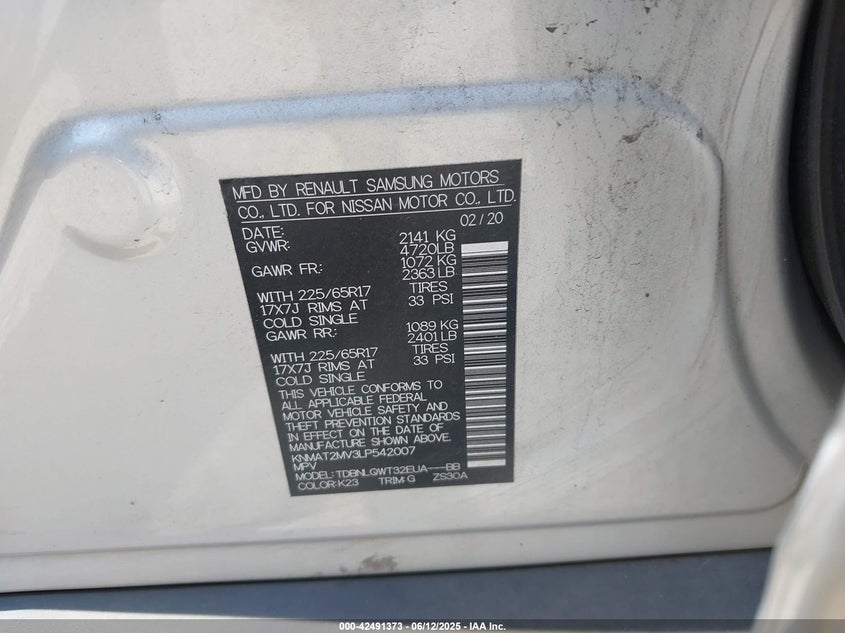 MFD BY RENAULT SAMSUNG MOTORS
CO., LTD. FOR NISSAN MOTOR CO., LTD.
DATE: 02/20
GVWR: 2141 KG
4720LB
GAWR FR: 1072 KG
2363LB
WITH 225/65R17 TIRES
17X7J RIMS AT 33 PSI
COLD SINGLE
GAWR RR: 1089 KG
2401LB
WITH 225/65R17 TIRES
17X7J RIMS AT 33 PSI
COLD SINGLE
THIS VEHICLE CONFORMS TO
ALL APPLICABLE FEDERAL
MOTOR VEHICLE SAFETY AND
THEFT PREVENTION STANDARDS
IN EFFECT ON THE DATE OF
MANUFACTURE SHOWN ABOVE.
KNMAT2MV3LP542007
MPV
MODEL: TDBNLQWT32EUA---BB
COLOR:K23 TRIM:G ZS30A
000-42491373 - 06/12/2025 - IAA Inc.